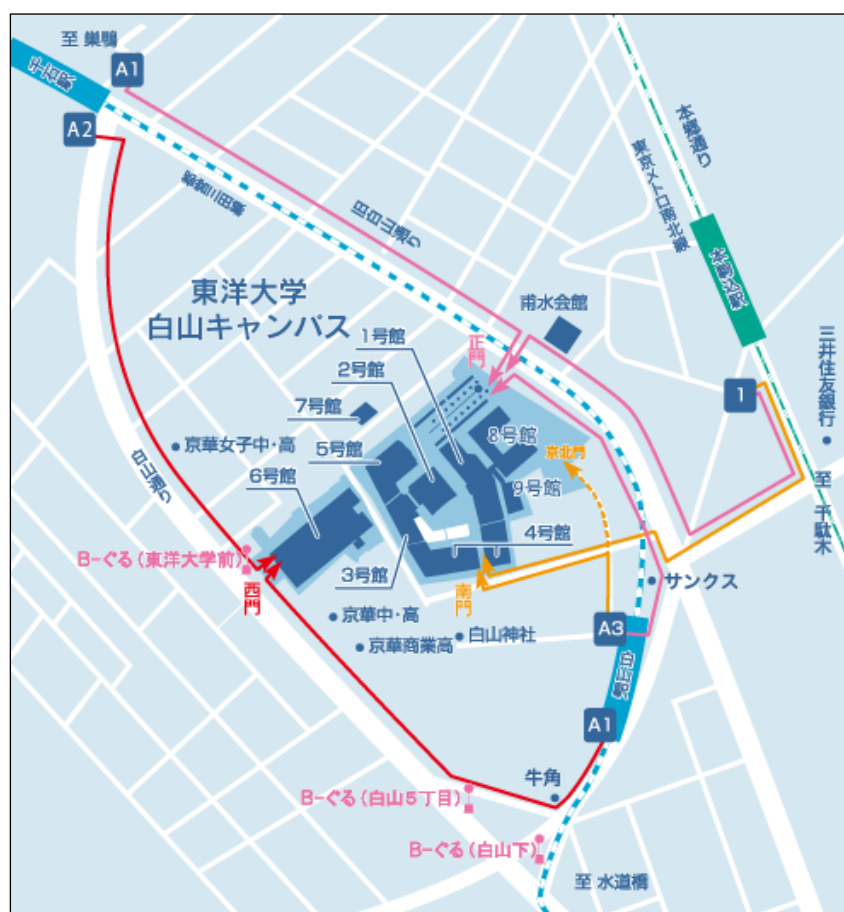 至 巣鴨
A1
千石駅
A2
都営三田線
旧白山通り
本郷通り
東京メトロ南北線
本駒込駅
東洋大学
白山キャンパス
甫水会館
正門
1号館
2号館
7号館
8号館
5号館
京北門
京華女子中・高
6号館
9号館
白山通り
4号館
3号館
B-ぐる(東洋大学前)
西門
南門
1
三井住友銀行
至 千駄木
サンクス
京華中・高
京華商業高
白山神社
A3
白山駅
A1
牛角
B-ぐる(白山5丁目)
B-ぐる(白山下)
至 水道橋